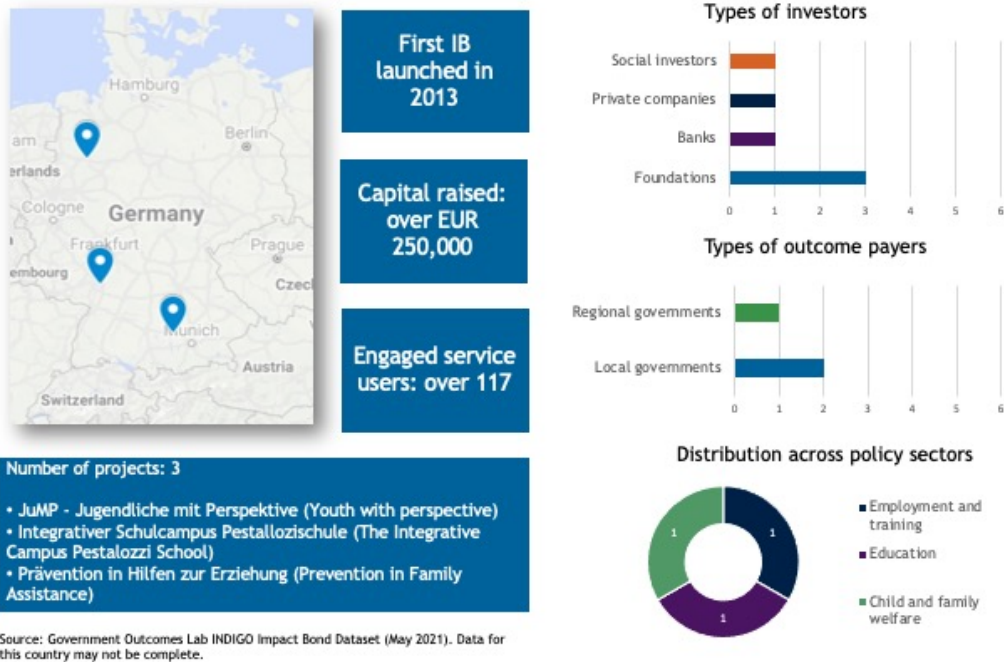 Hamburg
Berlin
am
erlands
Cologne
Germany
Frankfurt
Prague
embourg
Czecl
Munich
Austria
Switzerland
First IB
launched in
2013
Capital raised:
over EUR
250,000
Engaged service
users: over 117
Number of projects: 3
• JuMP - Jugendliche mit Perspektive (Youth with perspective)
• Integrativer Schulcampus Pestallozischule (The Integrative
Campus Pestalozzi School)
• Prävention in Hilfen zur Erziehung (Prevention in Family
Assistance)
Source: Government Outcomes Lab INDIGO Impact Bond Dataset (May 2021). Data for
this country may not be complete.
Types of investors
Social investors
Private companies
Banks
Foundations
0 1 2 3 4 5 6
Types of outcome payers
Regional governments
Local governments
0 1 2 3 4 5 6
Distribution across policy sectors
1 1
1
Employment and
training
Education
Child and family
welfare